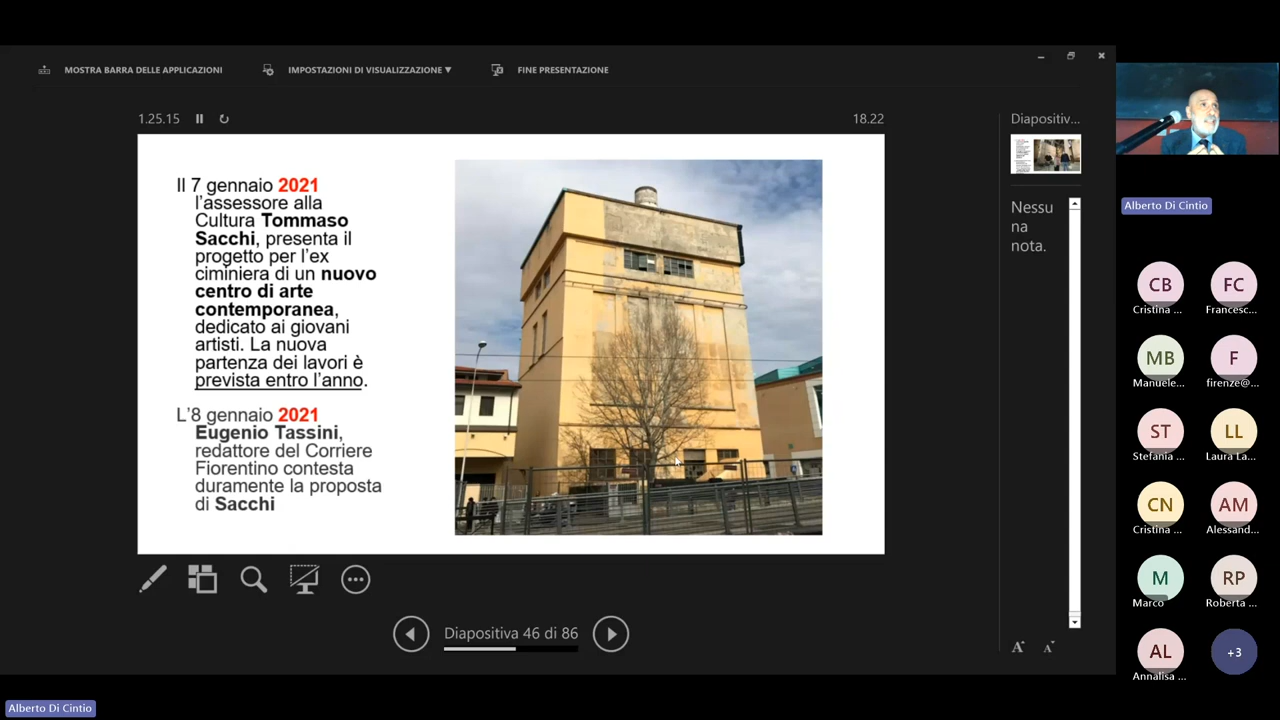 MOSTRA BARRA DELLE APPLICAZIONI
IMPOSTAZIONI DI VISUALIZZAZIONE ▼
FINE PRESENTAZIONE
1.25.15
18.22
Il 7 gennaio 2021
l'assessore alla
Cultura Tommaso
Sacchi, presenta il
progetto per l'ex
ciminiera di un nuovo
centro di arte
contemporanea,
dedicato ai giovani
artisti. La nuova
partenza dei lavori è
prevista entro l'anno.
L'8 gennaio 2021
Eugenio Tassini,
redattore del Corriere
Fiorentino contesta
duramente la proposta
di Sacchi
Diapositiva 46 di 86
Diapositiv...
Nessu
na
nota.
A A
Alberto Di Cintio
CB FC
Cristina ... Francesc...
MB F
Manuele... firenze@...
ST LL
Stefania ... Laura La...
CN AM
Cristina ... Alessand...
M RP
Marco Roberta ...
AL +3
Annalisa ...
Alberto Di Cintio